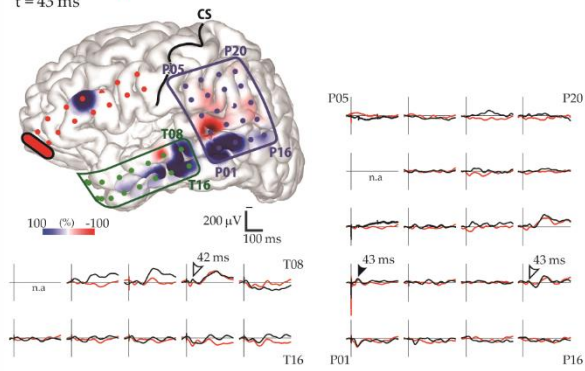 t = 43 ms
CS
P20
P05
T08
P16
P01
T16
100 (%) -100
200 µV
100 ms
P05 P20
n.a
42 ms
T08
n.a
43 ms
43 ms
T16
P01 P16